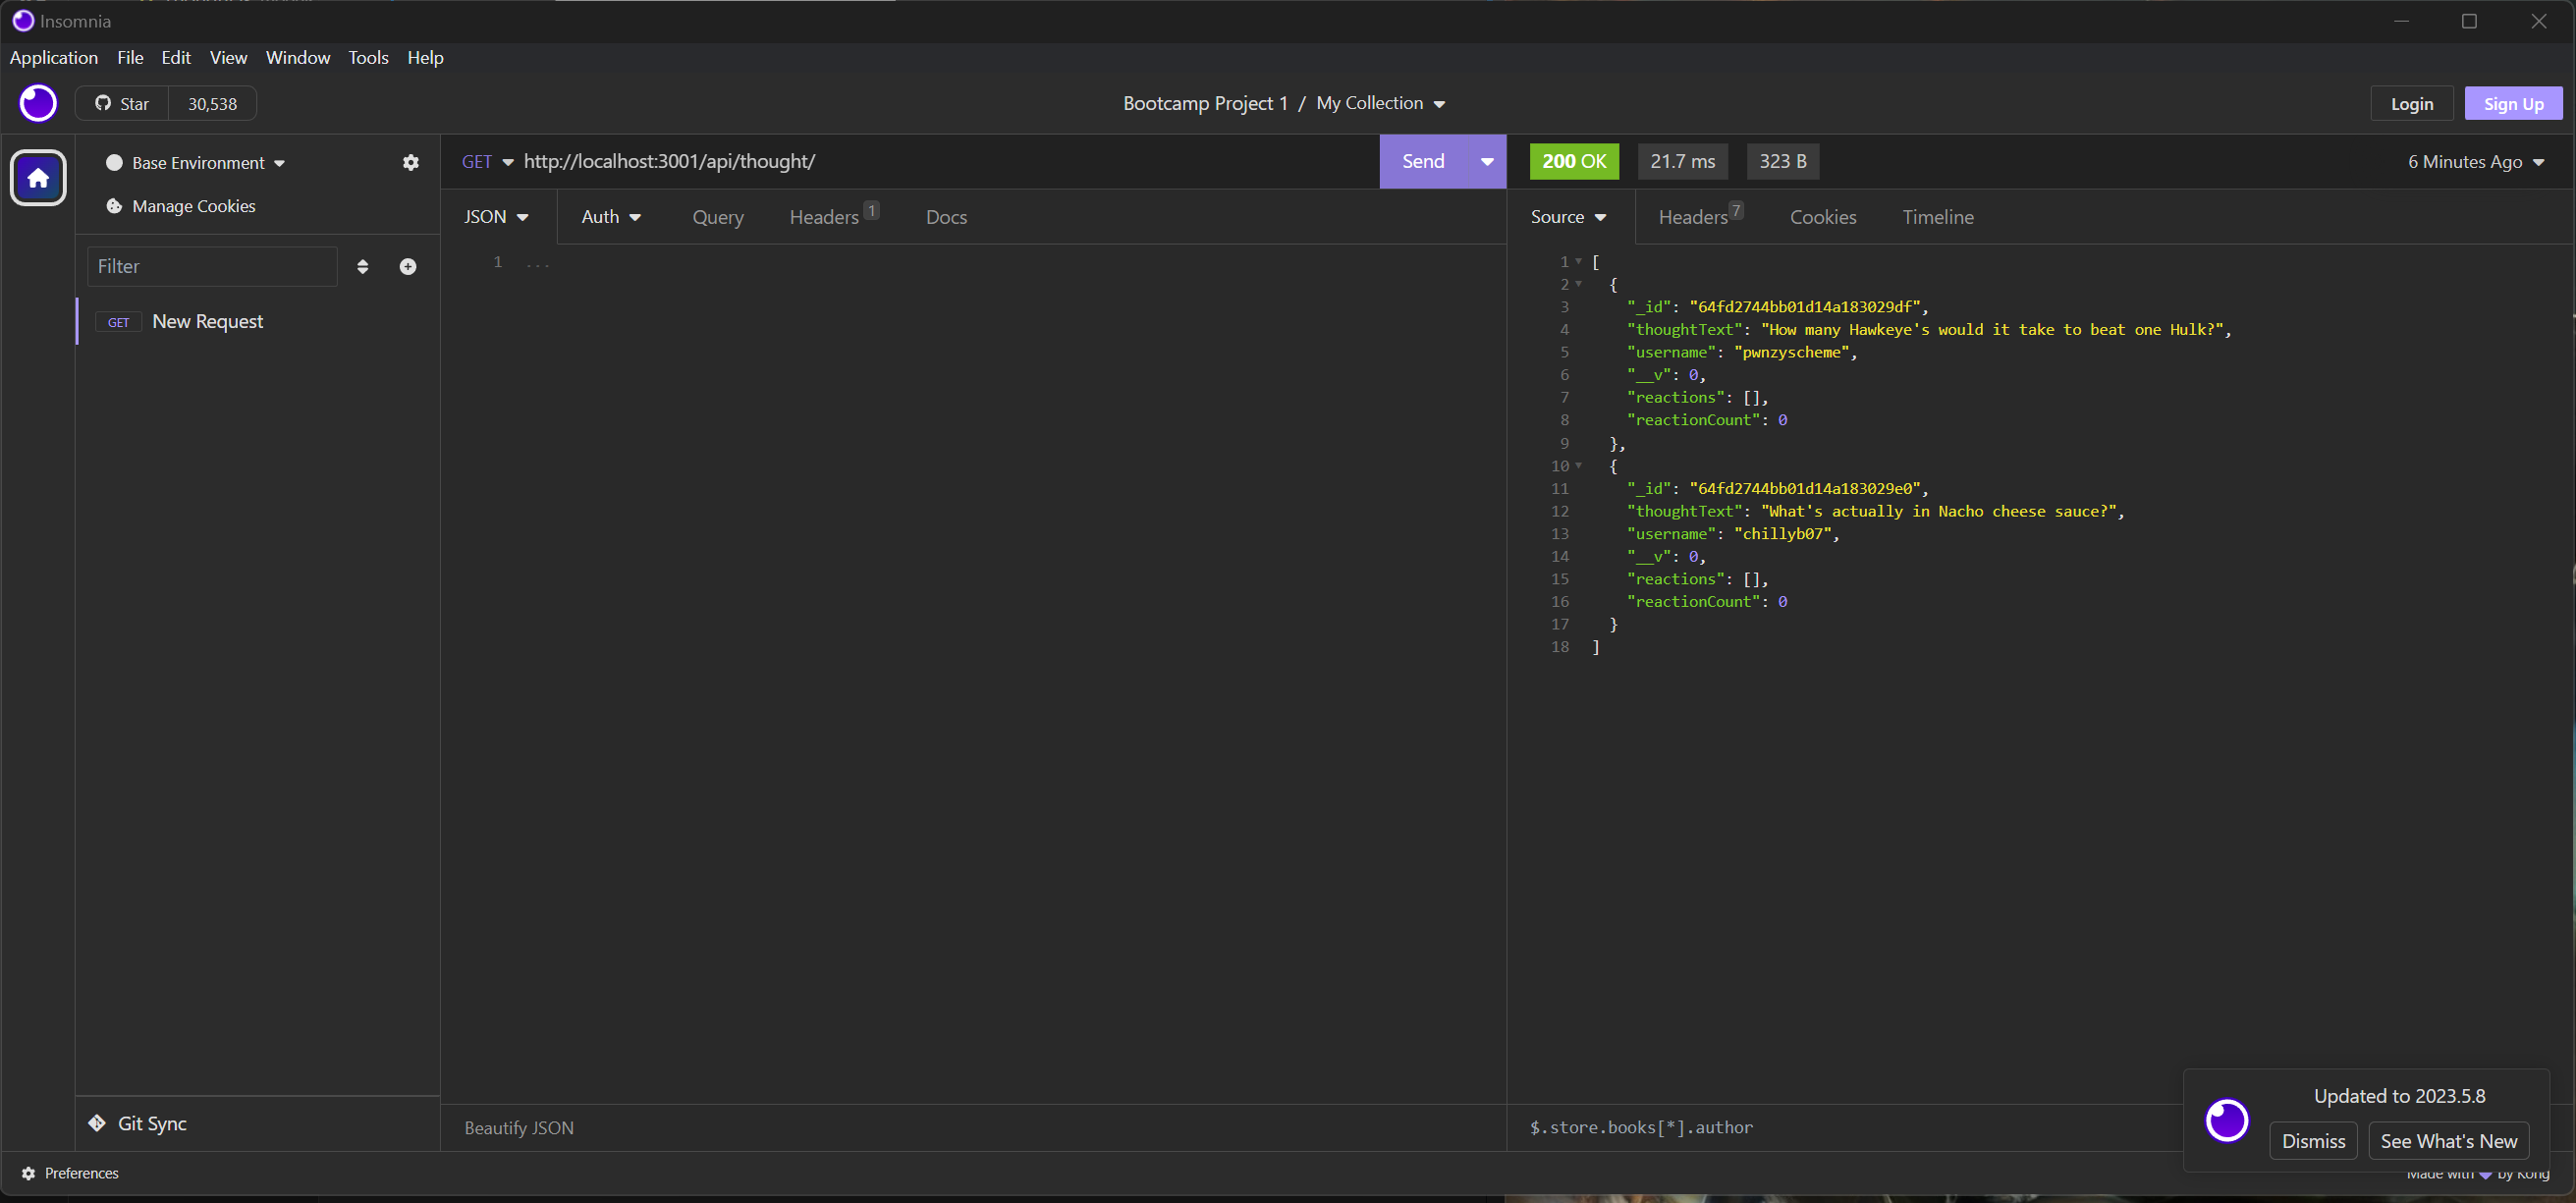 Insomnia
Application File Edit View Window Tools Help
Star 30,538
Bootcamp Project 1 / My Collection
Login Sign Up
Base Environment
Manage Cookies
Filter
GET New Request
Git Sync
Preferences
GET http://localhost:3001/api/thought/ Send
JSON Auth Query Headers 1 Docs
1 ...
Beautify JSON
200 OK 21.7 ms 323 B 6 Minutes Ago
Source Headers 7 Cookies Timeline
1 [
2 {
3 "_id": "64fd2744bb01d14a183029df",
4 "thoughtText": "How many Hawkeye's would it take to beat one Hulk?",
5 "username": "pwnzyscheme",
6 "__v": 0,
7 "reactions": [],
8 "reactionCount": 0
9 },
10 {
11 "_id": "64fd2744bb01d14a183029e0",
12 "thoughtText": "What's actually in Nacho cheese sauce?",
13 "username": "chillyb07",
14 "__v": 0,
15 "reactions": [],
16 "reactionCount": 0
17 }
18 ]
$.store.books[*].author
Updated to 2023.5.8
Dismiss See What's New
Made with by Kong